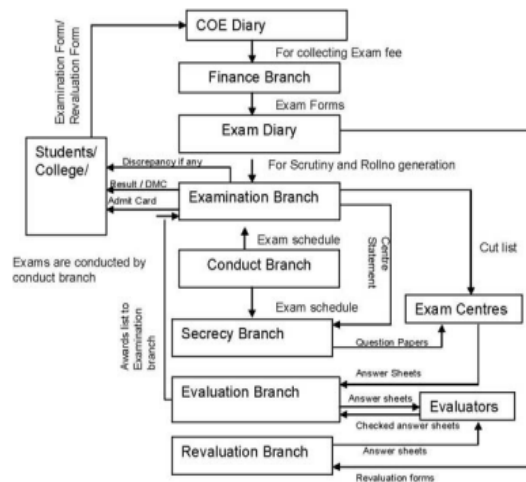 COE Diary
Examination Form/
Revaluation Form
For collecting Exam fee
Finance Branch
Exam Forms
Exam Diary
Students/
College/
Discrepancy if any
For Scrutiny and Rollno generation
Result / DMC
Admit Card
Examination Branch
Exams are conducted by
conduct branch
Exam schedule
Centre
Statement
Cut list
Conduct Branch
Exam schedule
Exam Centres
Awards list to
Examination
branch
Secrecy Branch
Question Papers
Answer Sheets
Evaluation Branch
Answer sheets
Evaluators
Checked answer sheets
Revaluation Branch
Answer sheets
Revaluation forms